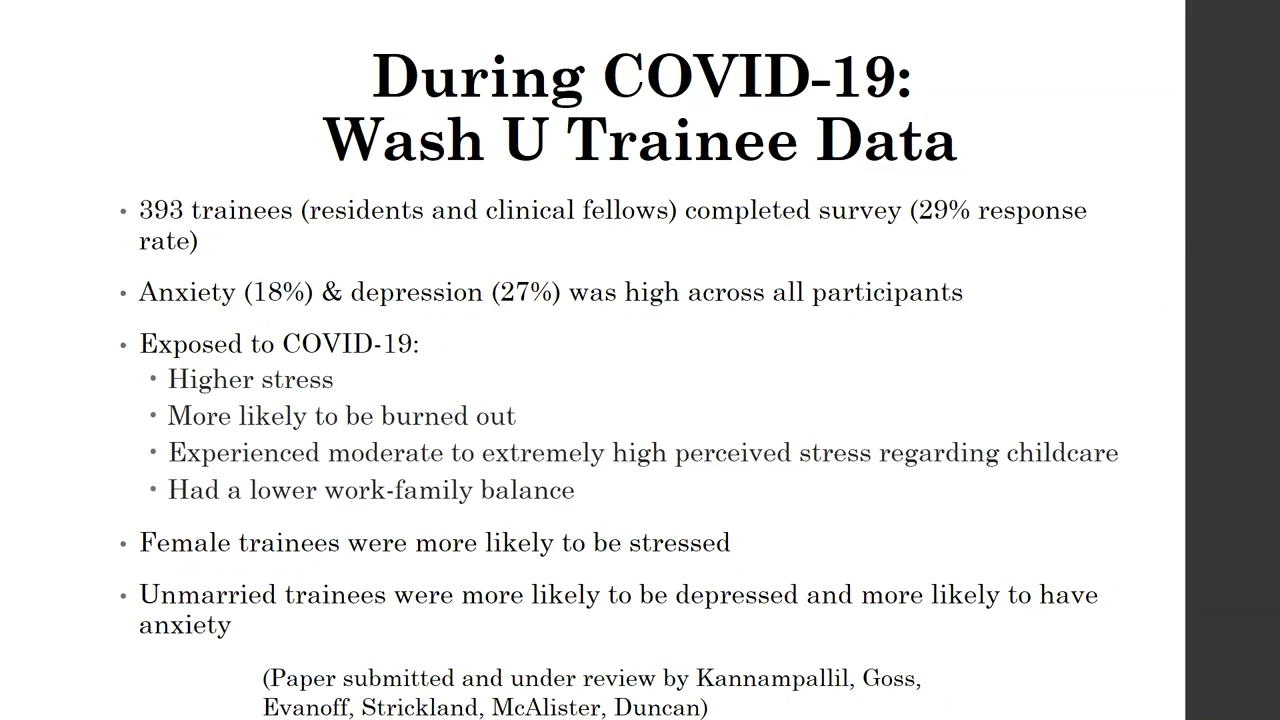 During COVID-19:
Wash U Trainee Data
• 393 trainees (residents and clinical fellows) completed survey (29% response
rate)
• Anxiety (18%) & depression (27%) was high across all participants
• Exposed to COVID-19:
• Higher stress
• More likely to be burned out
• Experienced moderate to extremely high perceived stress regarding childcare
• Had a lower work-family balance
• Female trainees were more likely to be stressed
• Unmarried trainees were more likely to be depressed and more likely to have
anxiety
(Paper submitted and under review by Kannampallil, Goss,
Evanoff, Strickland, McAlister, Duncan)